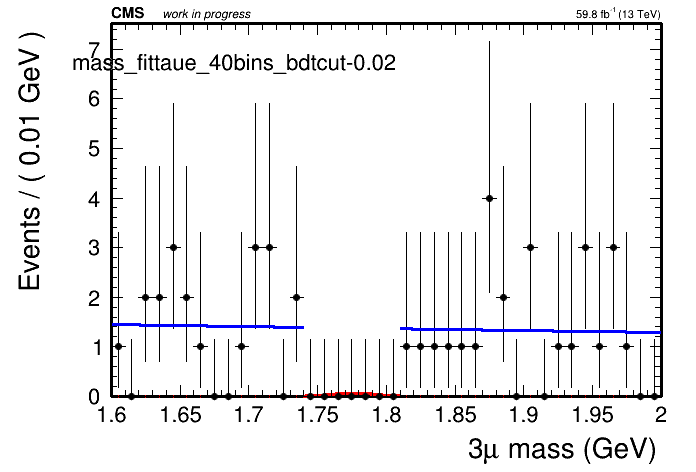 CMS work in progress 59.8 fb⁻¹ (13 TeV)
mass_fittaue_40bins_bdtcut-0.02
Events / ( 0.01 GeV )
7
6
5
4
3
2
1
0
1.6 1.65 1.7 1.75 1.8 1.85 1.9 1.95 2
3μ mass (GeV)